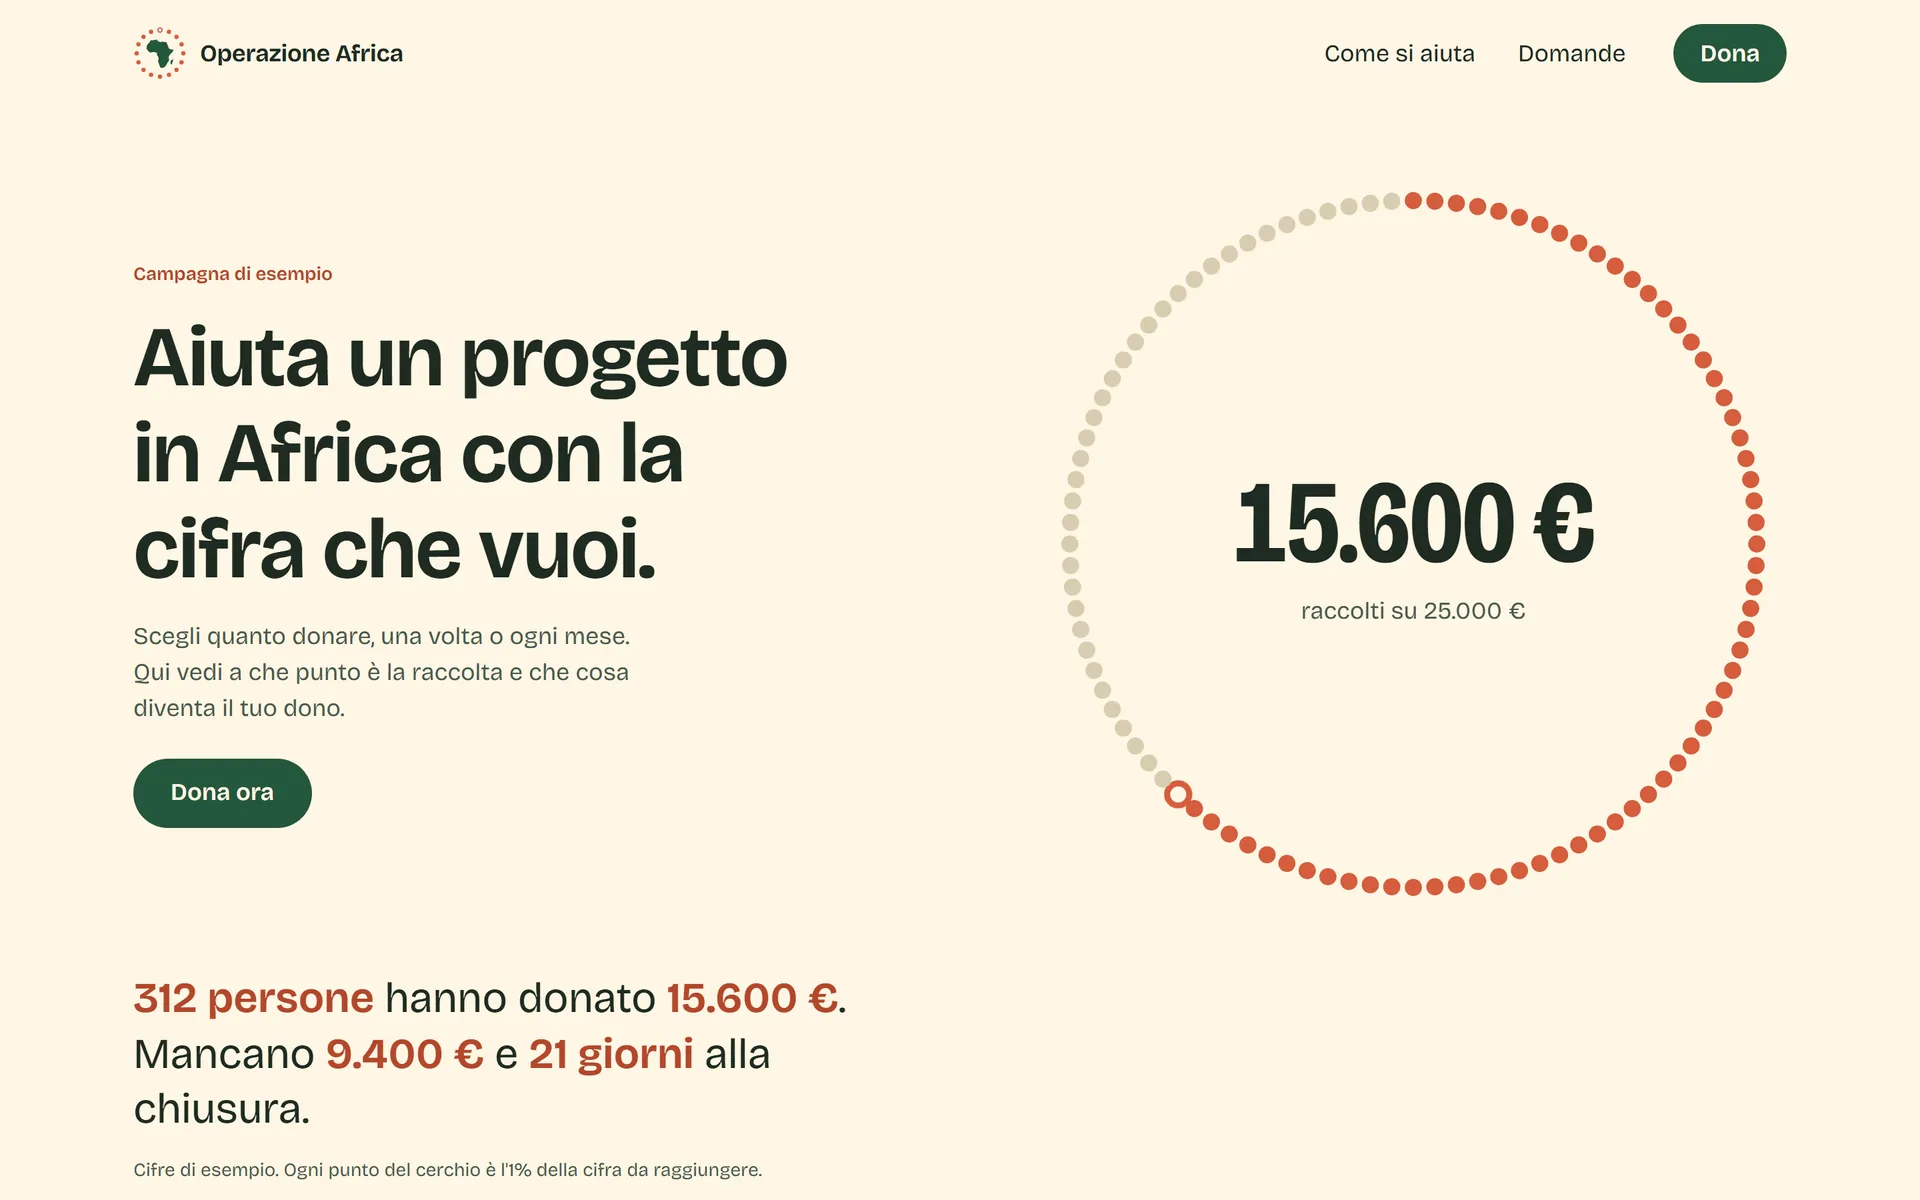 Operazione Africa
Come si aiuta
Domande
Dona
Campagna di esempio
Aiuta un progetto
in Africa con la
cifra che vuoi.
Scegli quanto donare, una volta o ogni mese.
Qui vedi a che punto è la raccolta e che cosa
diventa il tuo dono.
Dona ora
15.600 €
raccolti su 25.000 €
312 persone hanno donato 15.600 €.
Mancano 9.400 € e 21 giorni alla
chiusura.
Cifre di esempio. Ogni punto del cerchio è l'1% della cifra da raggiungere.